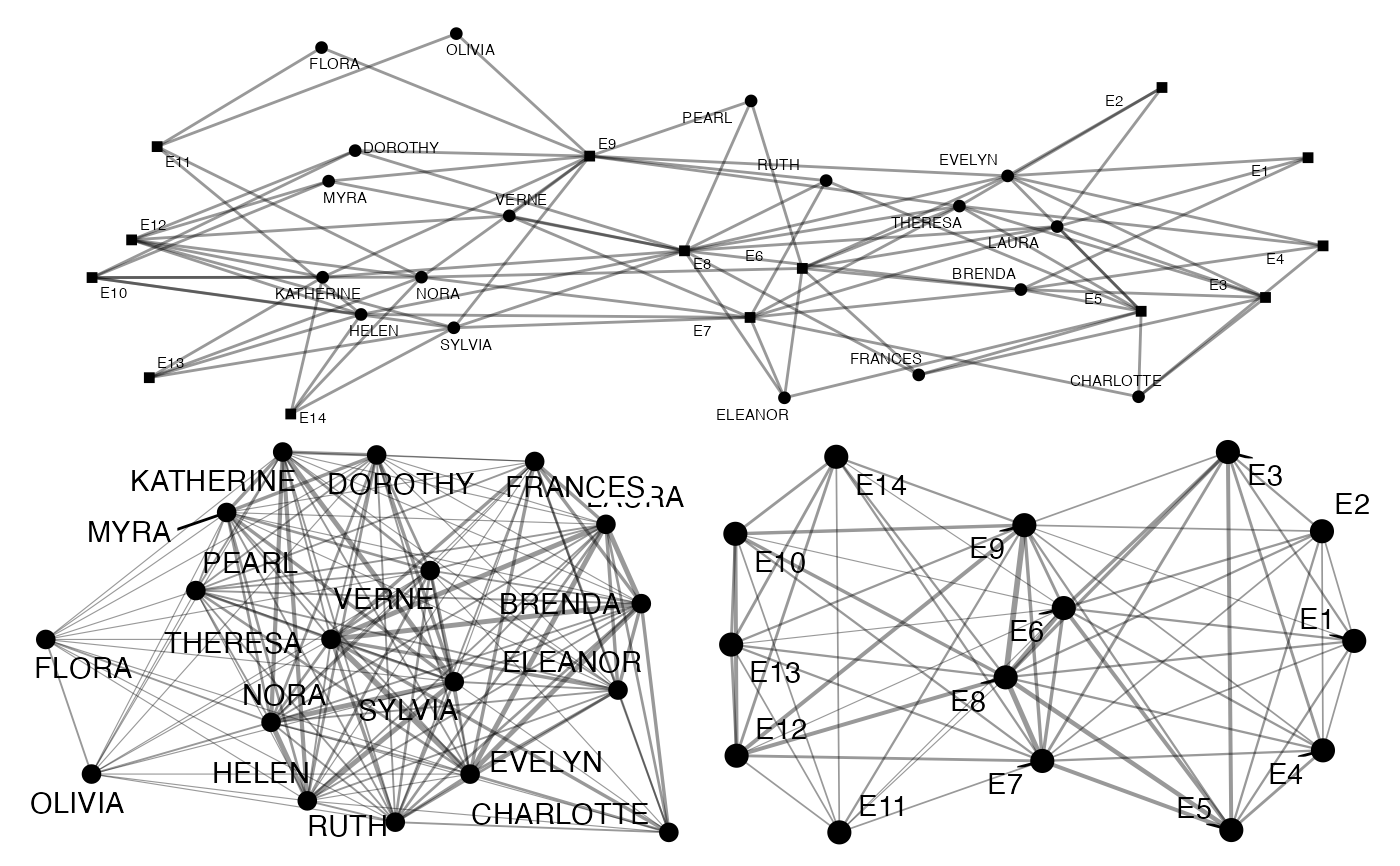 OLIVIA
FLORA
E2
PEARL
E9
DOROTHY
E11
EVELYN
RUTH
E1
MYRA
VERNE
THERESA
E12
LAURA
E6
E8
E4
BRENDA
E10
KATHERINE
NORA
E5
E3
HELEN
E7
SYLVIA
E13
FRANCES
CHARLOTTE
E14
ELEANOR
KATHERINE
DOROTHY
FRANCES
MYRA
PEARL
VERNE
BRENDA
THERESA
ELEANOR
FLORA
NORA
SYLVIA
EVELYN
HELEN
OLIVIA
CHARLOTTE
RUTH
E3
E14
E2
E9
E10
E1
E6
E13
E8
E12
E4
E7
E11
E5